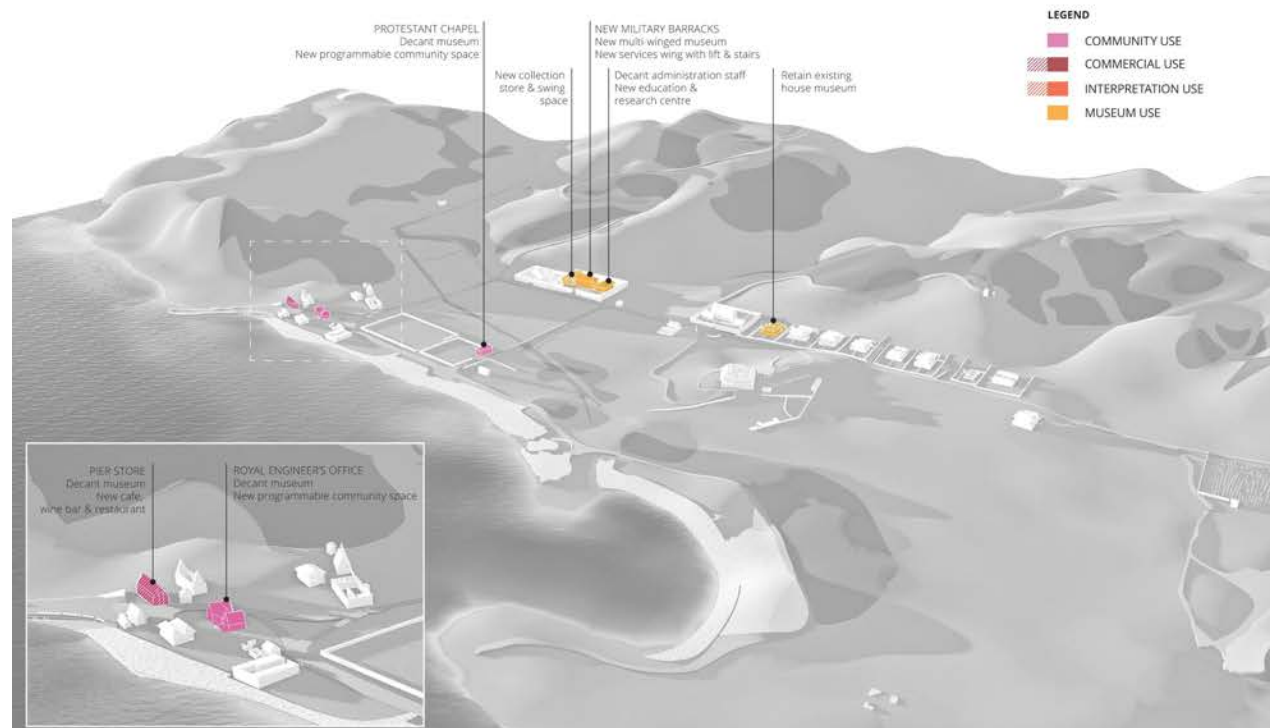 PROTESTANT CHAPEL
Decant museum
New programmable community space
NEW MILITARY BARRACKS
New multi-winged museum
New services wing with lift & stairs
New collection
store & swing
space
Decant administration staff
New education &
research centre
Retain existing
house museum
LEGEND
COMMUNITY USE
COMMERCIAL USE
INTERPRETATION USE
MUSEUM USE
PIER STORE
Decant museum
New cafe,
wine bar & restaurant
ROYAL ENGINEER'S OFFICE
Decant museum
New programmable community space